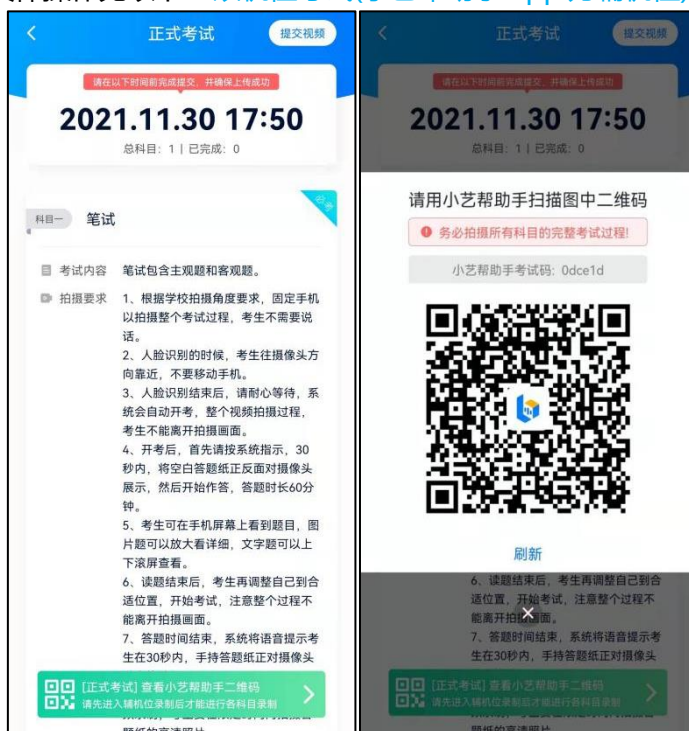 正式考试
提交视频
请在以下时间前完成提交，并确保上传成功
2021.11.30 17:50
总科目：1 | 已完成：0
必考
科目一
笔试
考试内容
笔试包含主观题和客观题。
拍摄要求
1、根据学校拍摄角度要求，固定手机
以拍摄整个考试过程，考生不需要说
话。
2、人脸识别的时候，考生往摄像头方
向靠近，不要移动手机。
3、人脸识别结束后，请耐心等待，系
统会自动开考，整个视频拍摄过程，
考生不能离开拍摄画面。
4、开考后，首先请按系统指示，30
秒内，将空白答题纸正反面对摄像头
展示，然后开始作答，答题时长60分
钟。
5、考生可在手机屏幕上看到题目，图
片题可以放大看详细，文字题可以上
下滚屏查看。
6、读题结束后，考生再调整自己到合
适位置，开始考试，注意整个过程不
能离开拍摄画面。
7、答题时间结束，系统将语音提示考
生在30秒内，手持答题纸正对摄像头
[正式考试] 查看小艺帮助手二维码
请先进入辅机位录制后才能进行各科目录制
正式考试
提交视频
请在以下时间前完成提交，并确保上传成功
2021.11.30 17:50
总科目：1 | 已完成：0
请用小艺帮助手扫描图中二维码
务必拍摄所有科目的完整考试过程!
小艺帮助手考试码：0dce1d
刷新
6、读题结束后，考生再调整自己到合
适位置，开始考试，注意整个过程不
能离开拍摄画面。
7、答题时间结束，系统将语音提示考
生在30秒内，手持答题纸正对摄像头
[正式考试] 查看小艺帮助手二维码
请先进入辅机位录制后才能进行各科目录制